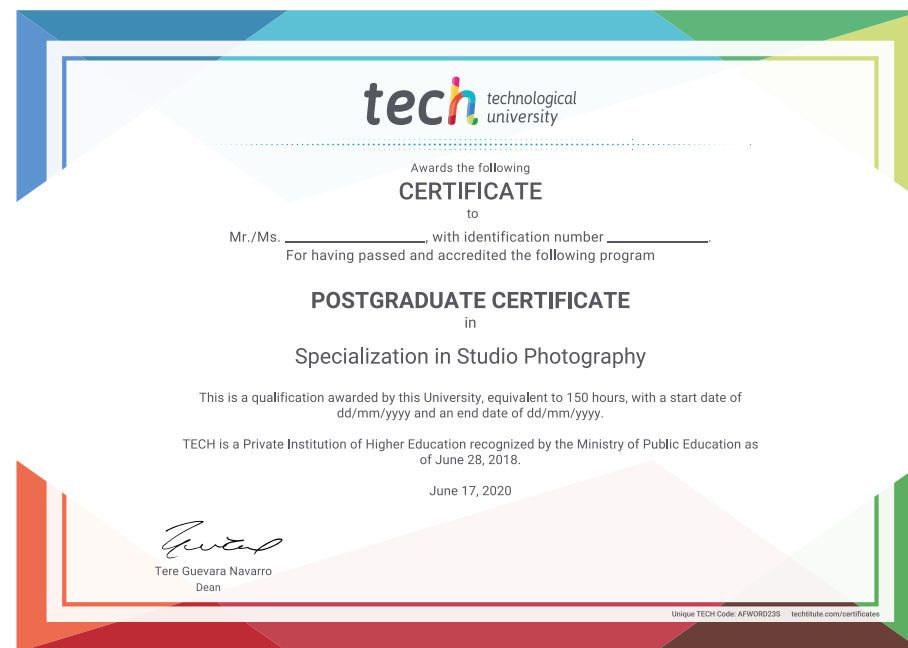 tech technological
university
Awards the following
CERTIFICATE
to
Mr./Ms. ____________________, with identification number ______________.
For having passed and accredited the following program
POSTGRADUATE CERTIFICATE
in
Specialization in Studio Photography
This is a qualification awarded by this University, equivalent to 150 hours, with a start date of
dd/mm/yyyy and an end date of dd/mm/yyyy.
TECH is a Private Institution of Higher Education recognized by the Ministry of Public Education as
of June 28, 2018.
June 17, 2020
Tere Guevara Navarro
Dean
Unique TECH Code: AFWORD23S techtitute.com/certificates